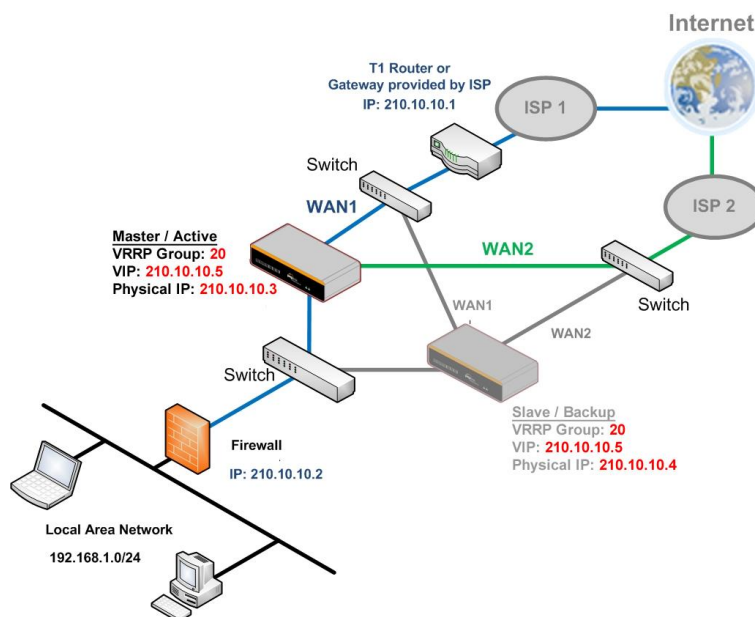 Internet
T1 Router or
Gateway provided by ISP
IP: 210.10.10.1
ISP 1
Switch
WAN1
ISP 2
Master / Active
VRRP Group: 20
VIP: 210.10.10.5
Physical IP: 210.10.10.3
WAN2
Switch
WAN1
WAN2
Switch
Slave / Backup
VRRP Group: 20
VIP: 210.10.10.5
Physical IP: 210.10.10.4
Firewall
IP: 210.10.10.2
Local Area Network
192.168.1.0/24